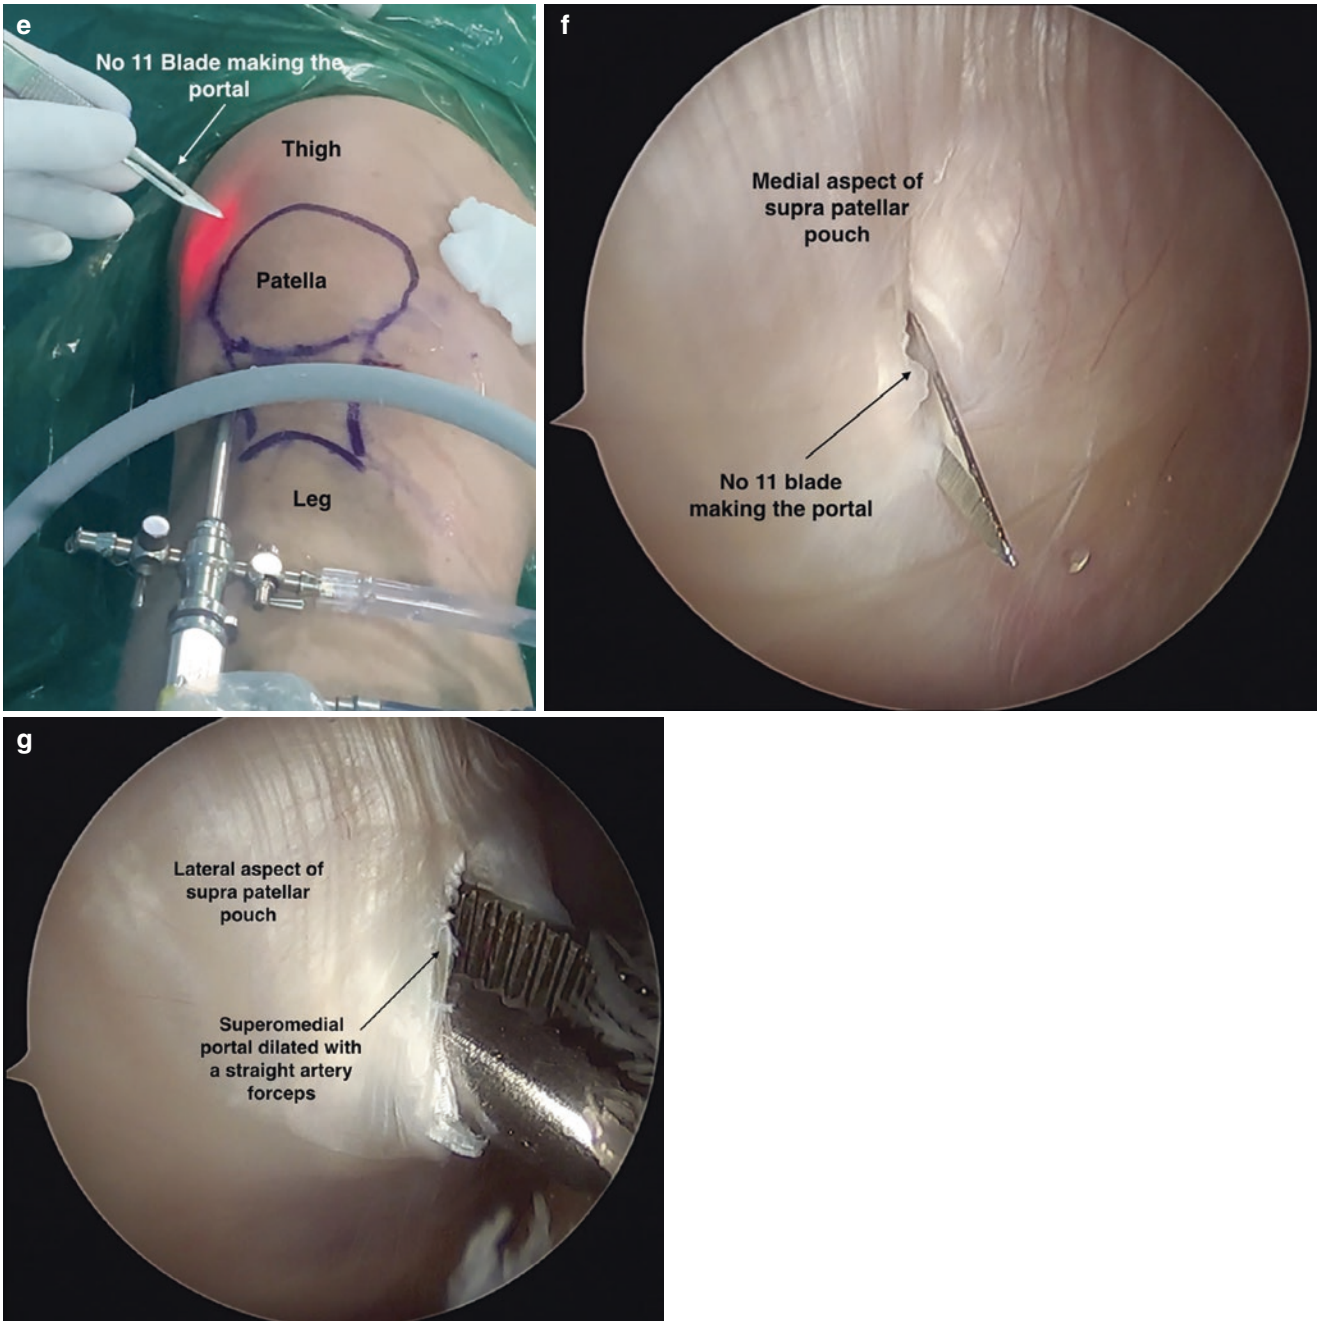 e
No 11 Blade making the
portal
Thigh
Patella
Leg
f
Medial aspect of
supra patellar
pouch
No 11 blade
making the portal
g
Lateral aspect of
supra patellar
pouch
Superomedial
portal dilated with
a straight artery
forceps